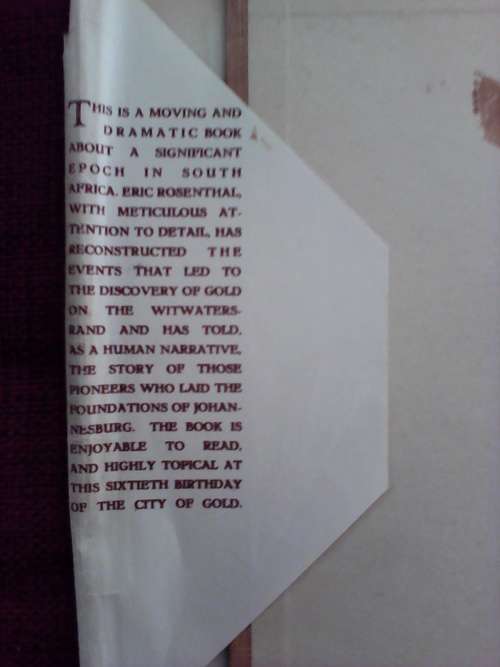 THIS IS A MOVING AND
DRAMATIC BOOK
ABOUT A SIGNIFICANT
EPOCH IN SOUTH
AFRICA. ERIC ROSENTHAL,
WITH METICULOUS AT-
TENTION TO DETAIL, HAS
RECONSTRUCTED THE
EVENTS THAT LED TO
THE DISCOVERY OF GOLD
ON THE WITWATERS-
RAND AND HAS TOLD,
AS A HUMAN NARRATIVE,
THE STORY OF THOSE
PIONEERS WHO LAID THE
FOUNDATIONS OF JOHAN-
NESBURG. THE BOOK IS
ENJOYABLE TO READ,
AND HIGHLY TOPICAL AT
THIS SIXTIETH BIRTHDAY
OF THE CITY OF GOLD.